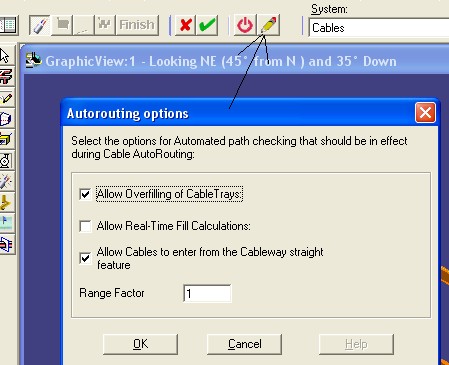 System:
Finish
Cables
GraphicView:1 - Looking NE (45° from N ) and 35° Down
Autorouting options
Select the options for Automated path checking that should be in effect
during Cable AutoRouting:
Allow Overfilling of CableTrays:
Allow Real-Time Fill Calculations:
Allow Cables to enter from the Cableway straight
feature
Range Factor
1
OK
Cancel
Help